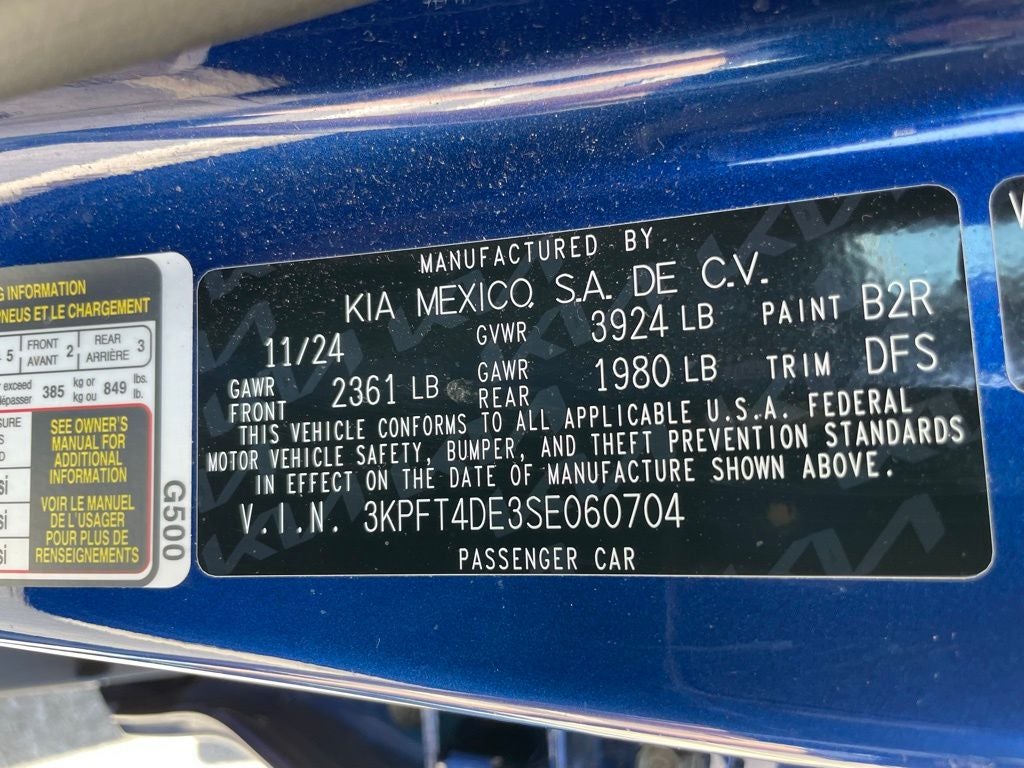 G INFORMATION
PNEUS ET LE CHARGEMENT
5 FRONT AVANT 2 REAR ARRIÈRE 3
exceed
dépasser 385 kg or kg ou 849 lbs. lb.
SEE OWNER'S
MANUAL FOR
ADDITIONAL
INFORMATION
VOIR LE MANUEL
DE L'USAGER
POUR PLUS DE
RENSEIGNEMENTS
G500
MANUFACTURED BY
KIA MEXICO, S.A. DE C.V.
11/24 GVWR 3924 LB PAINT B2R
GAWR FRONT 2361 LB GAWR REAR 1980 LB TRIM DFS
THIS VEHICLE CONFORMS TO ALL APPLICABLE U.S.A. FEDERAL
MOTOR VEHICLE SAFETY, BUMPER, AND THEFT PREVENTION STANDARDS
IN EFFECT ON THE DATE OF MANUFACTURE SHOWN ABOVE.
V.I.N. 3KPFT4DE3SE060704
PASSENGER CAR